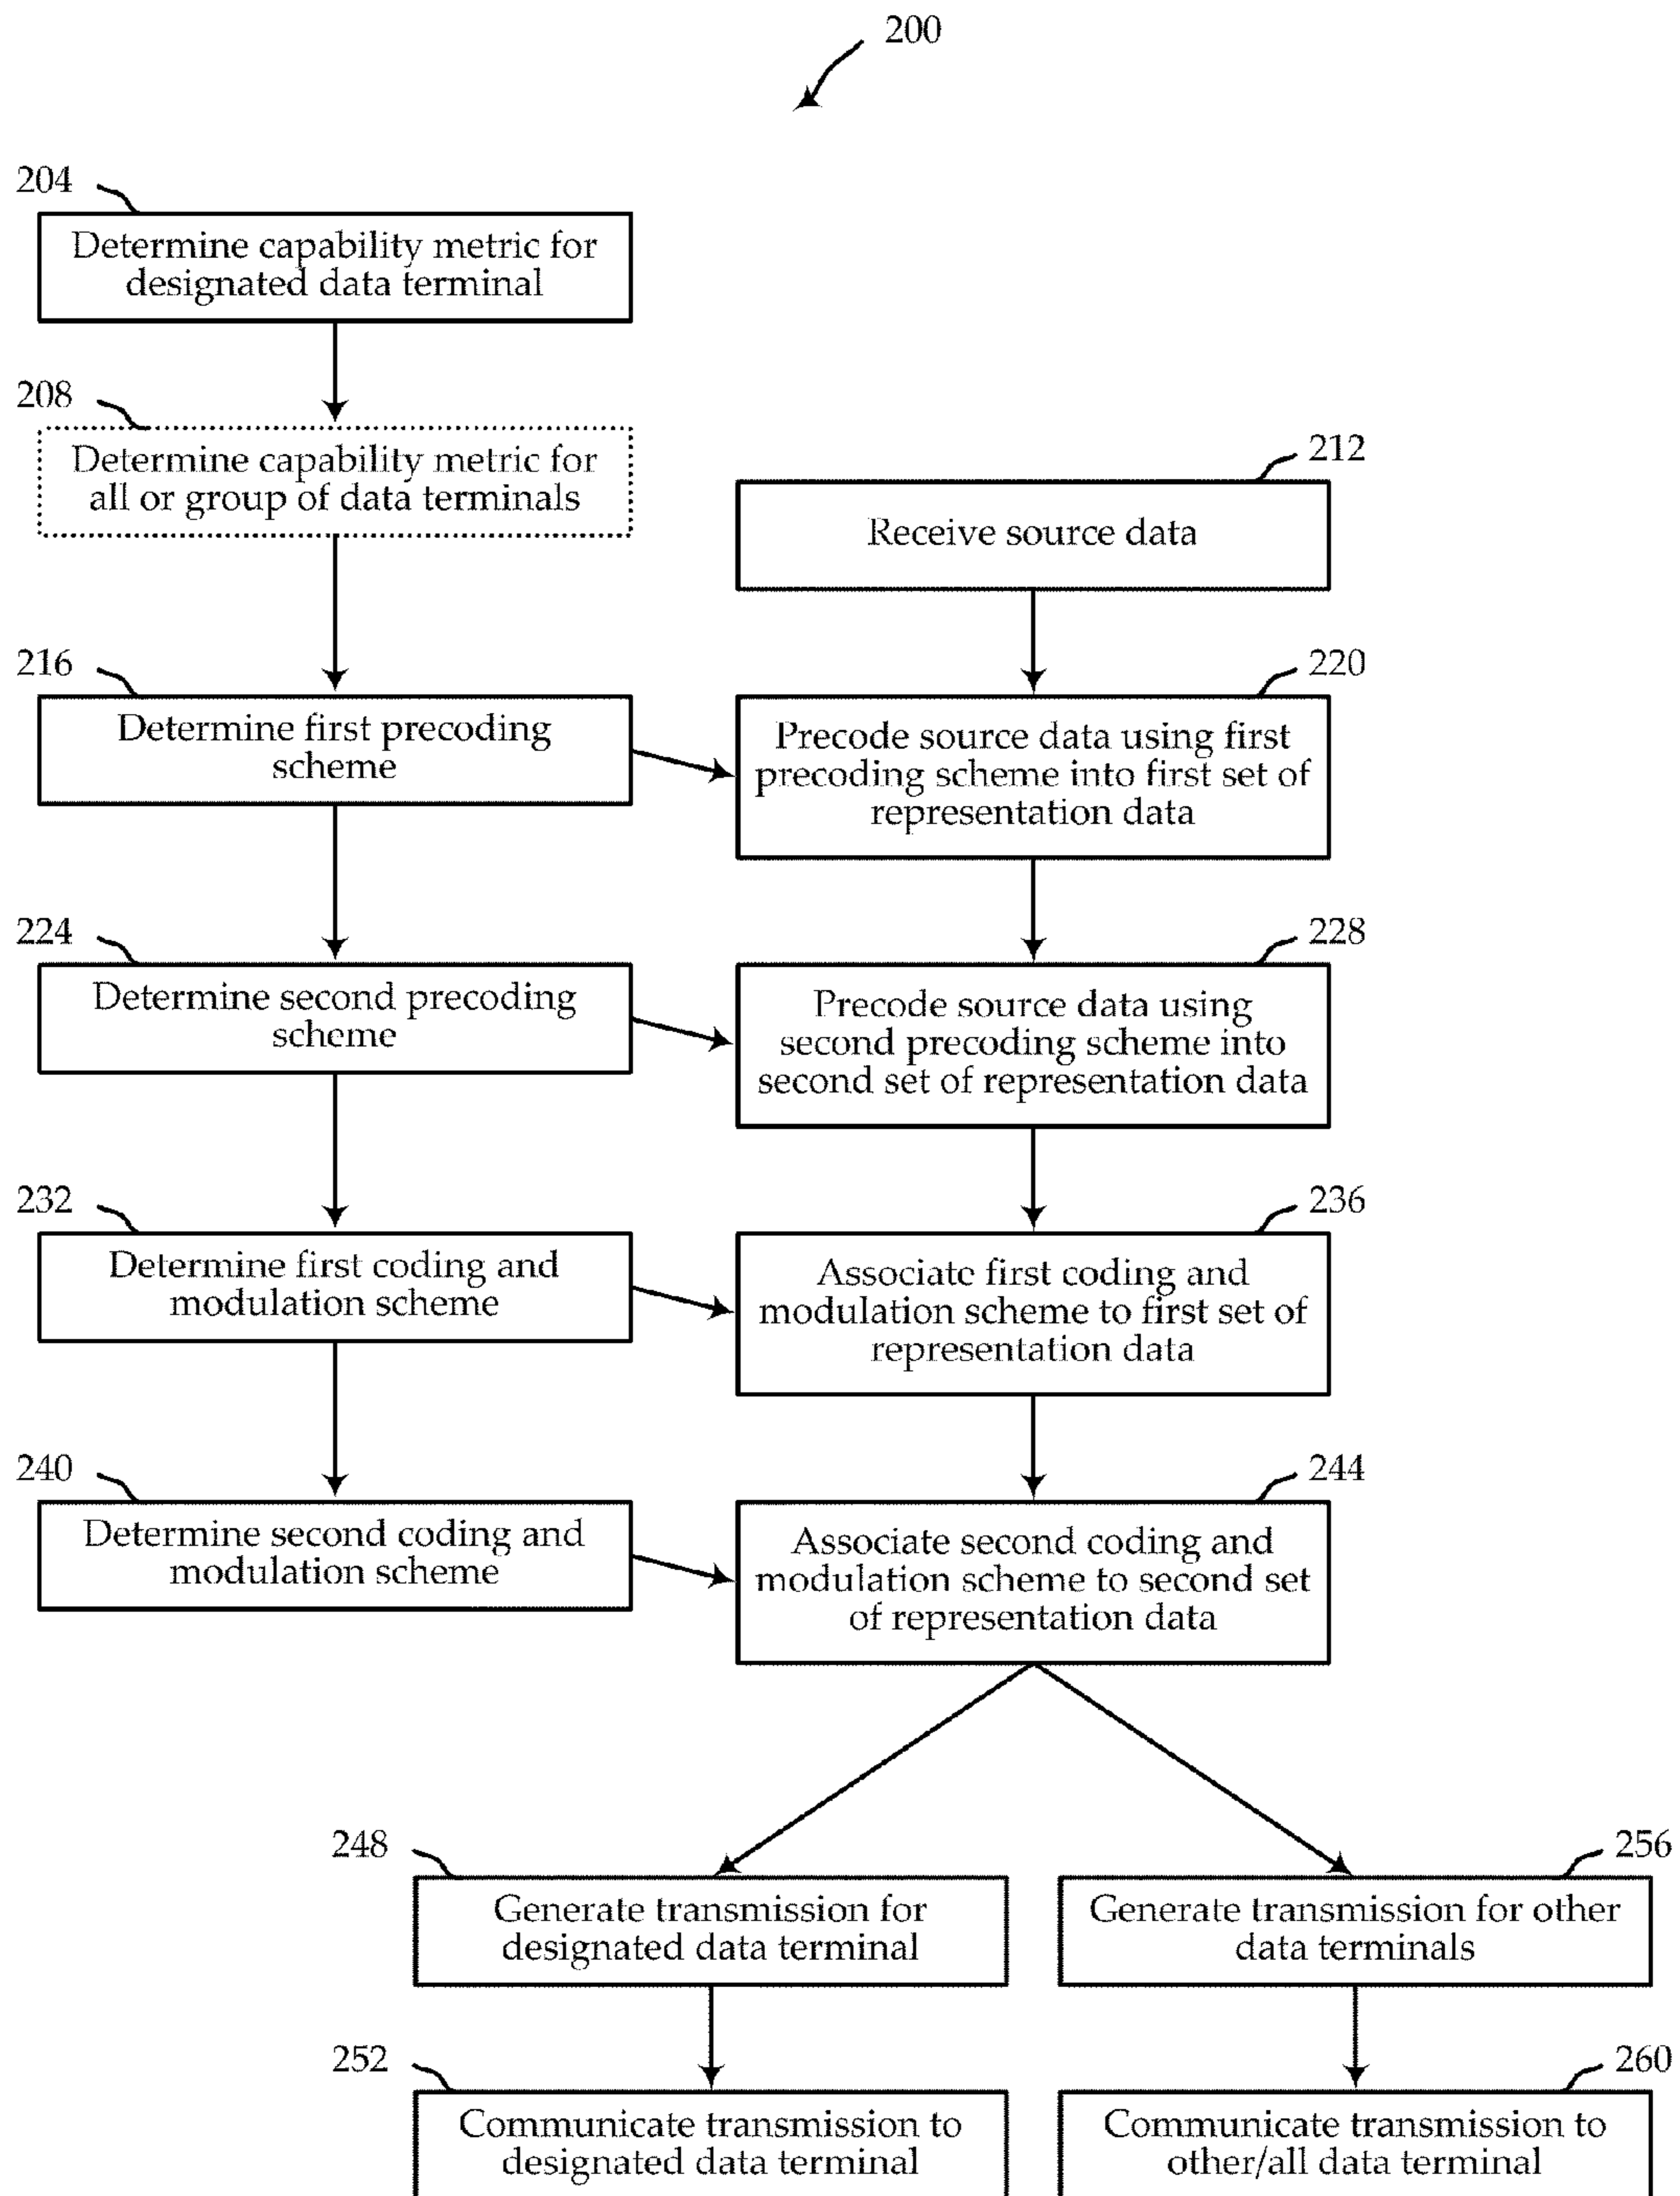 200
204
Determine capability metric for
designated data terminal
208
Determine capability metric for
all or group of data terminals
212
Receive source data
216
Determine first precoding
scheme
220
Precode source data using first
precoding scheme into first set of
representation data
224
Determine second precoding
scheme
228
Precode source data using
second precoding scheme into
second set of representation data
232
Determine first coding and
modulation scheme
236
Associate first coding and
modulation scheme to first set of
representation data
240
Determine second coding and
modulation scheme
244
Associate second coding and
modulation scheme to second set
of representation data
248
Generate transmission for
designated data terminal
256
Generate transmission for other
data terminals
252
Communicate transmission to
designated data terminal
260
Communicate transmission to
other/all data terminal